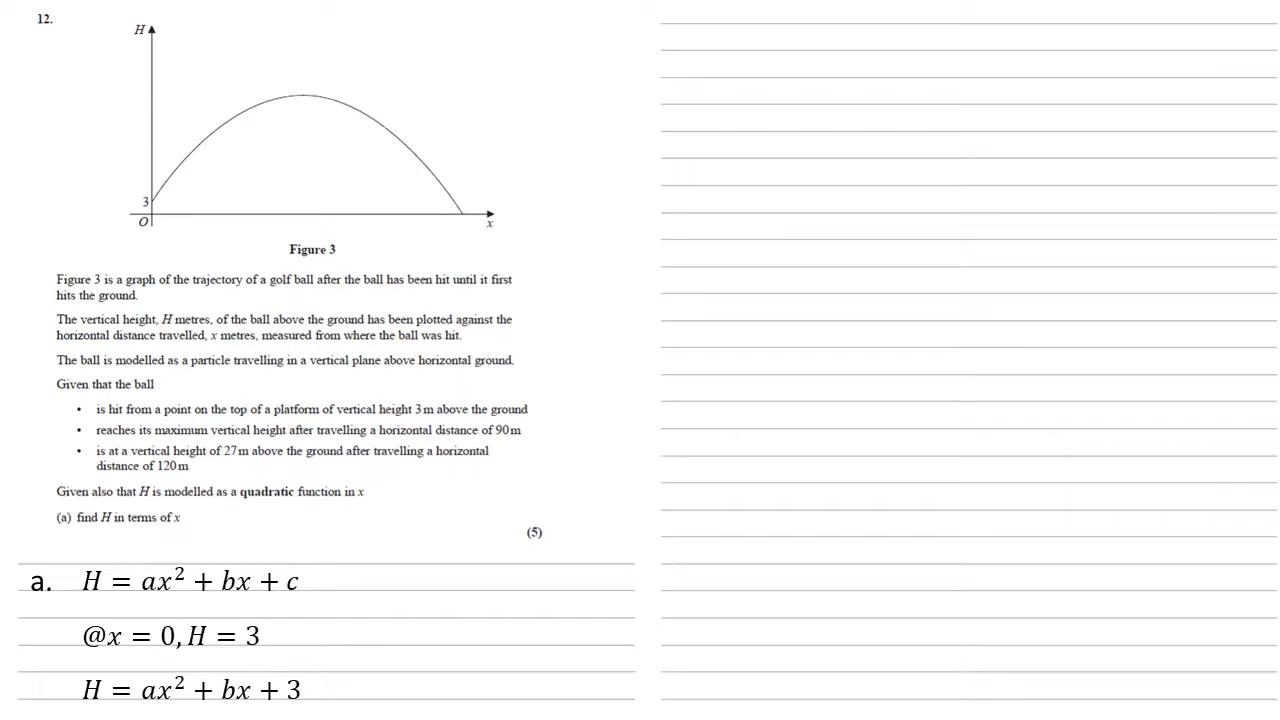 12.
H
3
O
x
Figure 3
Figure 3 is a graph of the trajectory of a golf ball after the ball has been hit until it first
hits the ground.
The vertical height, H metres, of the ball above the ground has been plotted against the
horizontal distance travelled, x metres, measured from where the ball was hit.
The ball is modelled as a particle travelling in a vertical plane above horizontal ground.
Given that the ball
• is hit from a point on the top of a platform of vertical height 3 m above the ground
• reaches its maximum vertical height after travelling a horizontal distance of 90 m
• is at a vertical height of 27 m above the ground after travelling a horizontal
distance of 120 m
Given also that H is modelled as a quadratic function in x
(a) find H in terms of x
(5)
a. H = ax² + bx + c
@x = 0, H = 3
H = ax² + bx + 3